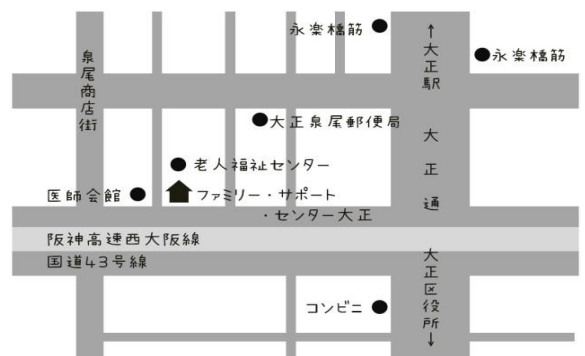 永楽橋筋
↑大正駅
永楽橋筋
泉尾商店街
大正泉尾郵便局
大正通
老人福祉センター
医師会館
ファミリー・サポート
・センター大正
阪神高速西大阪線
国道43号線
大正区役所↓
コンビニ